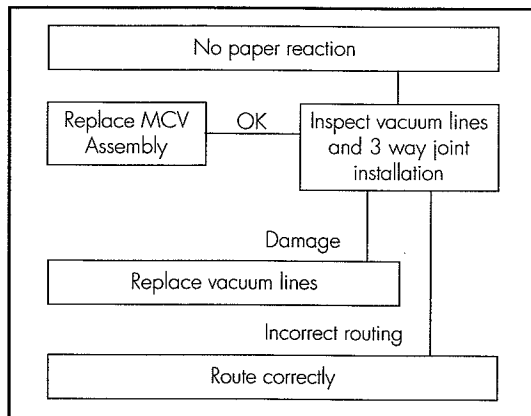 No paper reaction
Replace MCV
Assembly
OK
Inspect vacuum lines
and 3 way joint
installation
Damage
Replace vacuum lines
Incorrect routing
Route correctly